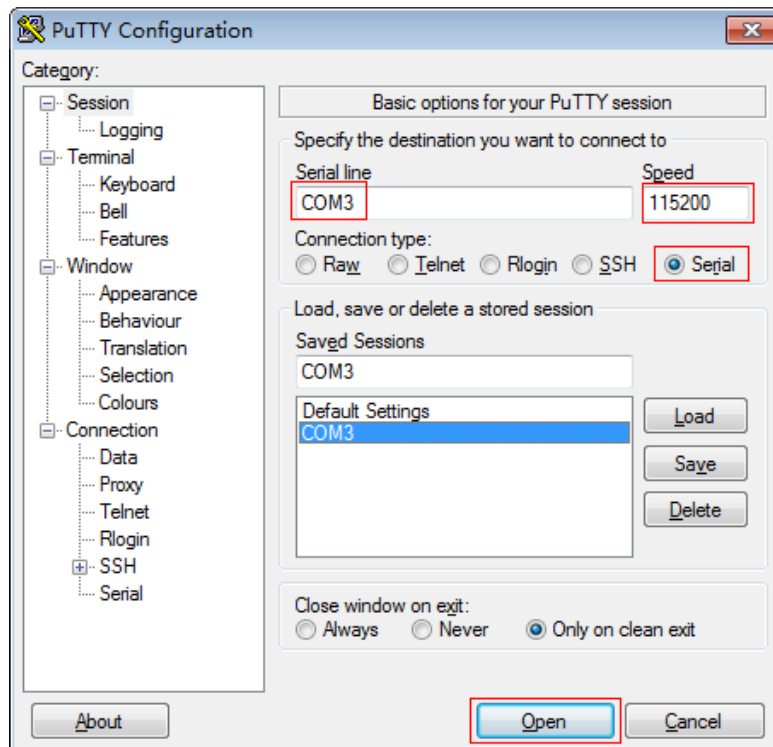 PuTTY Configuration
Category:
Session
Logging
Terminal
Keyboard
Bell
Features
Window
Appearance
Behaviour
Translation
Selection
Colours
Connection
Data
Proxy
Telnet
Rlogin
SSH
Serial
Basic options for your PuTTY session
Specify the destination you want to connect to
Serial line Speed
COM3 115200
Connection type:
Raw Telnet Rlogin SSH Serial
Load, save or delete a stored session
Saved Sessions
COM3
Default Settings
COM3
Load
Save
Delete
Close window on exit:
Always Never Only on clean exit
About Open Cancel